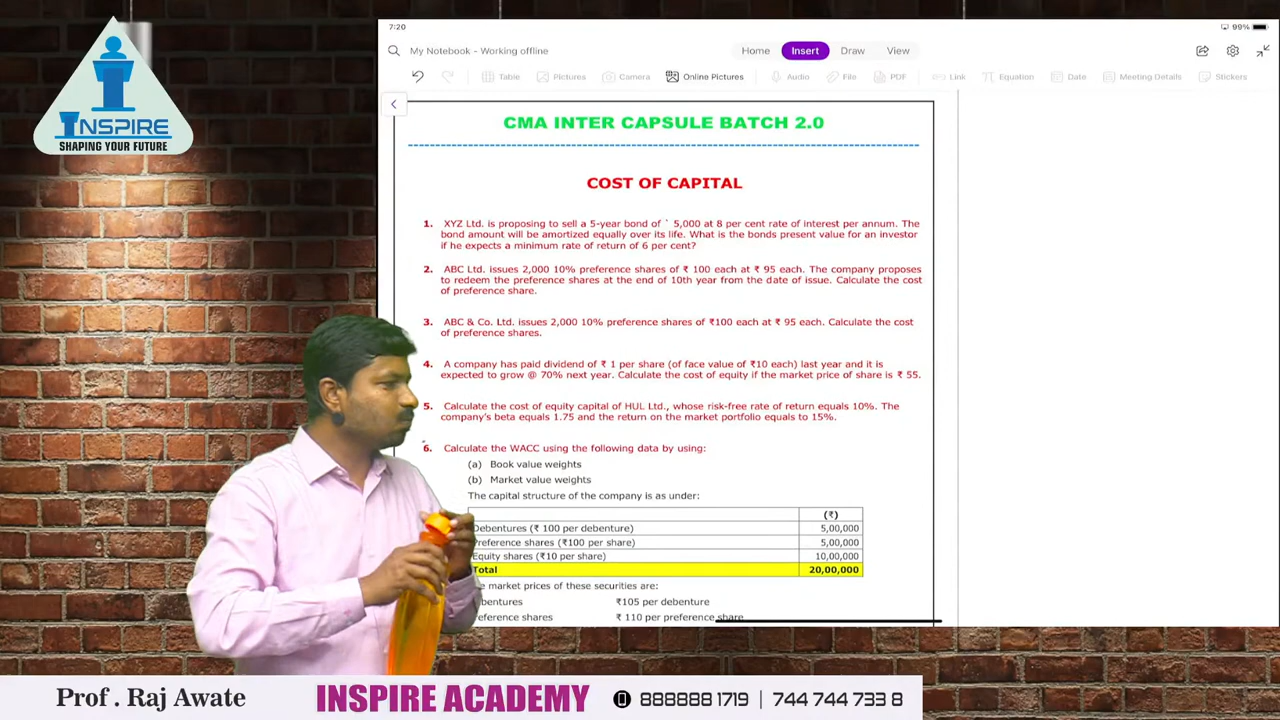 7:20
99%
My Notebook - Working offline
Home Insert Draw View
Table Pictures Camera Online Pictures Audio File PDF Link Equation Date Meeting Details Stickers
INSPIRE
SHAPING YOUR FUTURE
CMA INTER CAPSULE BATCH 2.0
COST OF CAPITAL
1. XYZ Ltd. is proposing to sell a 5-year bond of ` 5,000 at 8 per cent rate of interest per annum. The
bond amount will be amortized equally over its life. What is the bonds present value for an investor
if he expects a minimum rate of return of 6 per cent?
2. ABC Ltd. issues 2,000 10% preference shares of ₹ 100 each at ₹ 95 each. The company proposes
to redeem the preference shares at the end of 10th year from the date of issue. Calculate the cost
of preference share.
3. ABC & Co. Ltd. issues 2,000 10% preference shares of ₹100 each at ₹ 95 each. Calculate the cost
of preference shares.
4. A company has paid dividend of ₹ 1 per share (of face value of ₹10 each) last year and it is
expected to grow @ 70% next year. Calculate the cost of equity if the market price of share is ₹ 55.
5. Calculate the cost of equity capital of HUL Ltd., whose risk-free rate of return equals 10%. The
company's beta equals 1.75 and the return on the market portfolio equals to 15%.
6. Calculate the WACC using the following data by using:
(a) Book value weights
(b) Market value weights
The capital structure of the company is as under:
(₹)
Debentures (₹ 100 per debenture) 5,00,000
reference shares (₹100 per share) 5,00,000
Equity shares (₹10 per share) 10,00,000
Total 20,00,000
e market prices of these securities are:
bentures ₹105 per debenture
reference shares ₹ 110 per preference share
Prof . Raj Awate INSPIRE ACADEMY 888888 1719 | 744 744 733 8